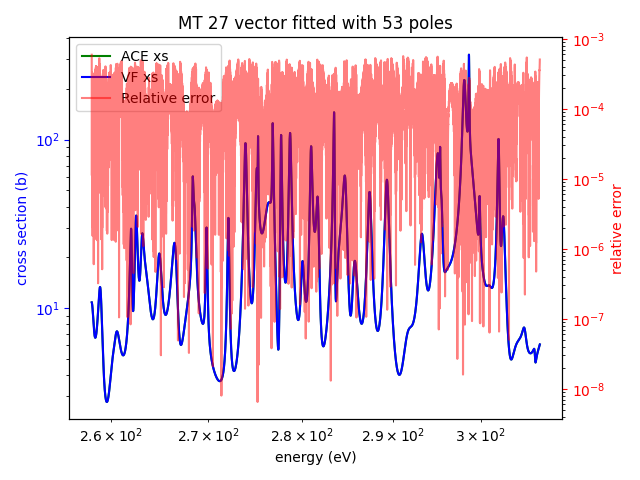 MT 27 vector fitted with 53 poles
ACE xs
VF xs
Relative error
cross section (b)
10²
10¹
relative error
10⁻³
10⁻⁴
10⁻⁵
10⁻⁶
10⁻⁷
10⁻⁸
2.6 × 10² 2.7 × 10² 2.8 × 10² 2.9 × 10² 3 × 10²
energy (eV)